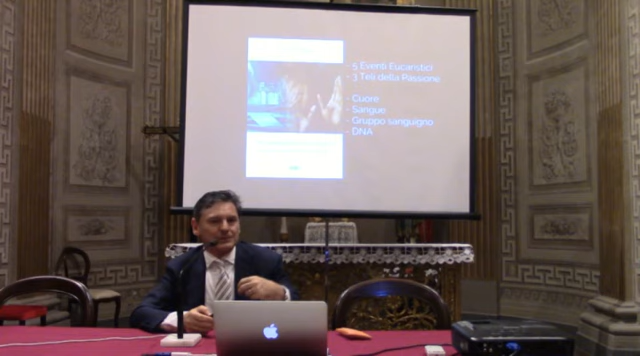 - 5 Eventi Eucaristici
- 3 Teli della Passione
- Cuore
- Sangue
- Gruppo sanguigno
- DNA